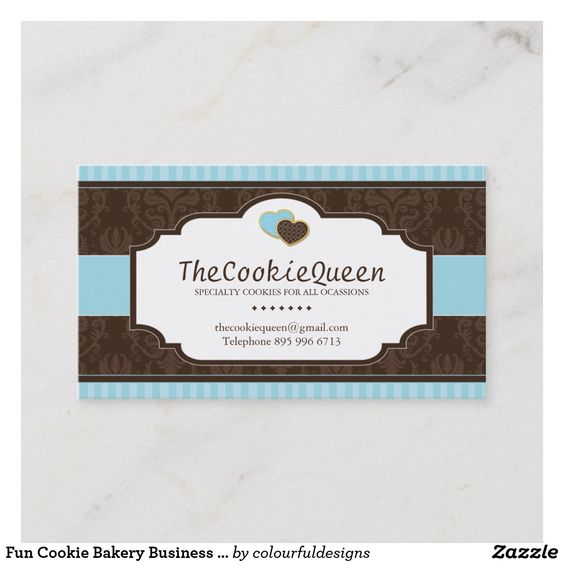 TheCookieQueen
SPECIALTY COOKIES FOR ALL OCASSIONS
thecookiequeen@gmail.com
Telephone 895 996 6713
Fun Cookie Bakery Business ... by colourfuldesigns Zazzle